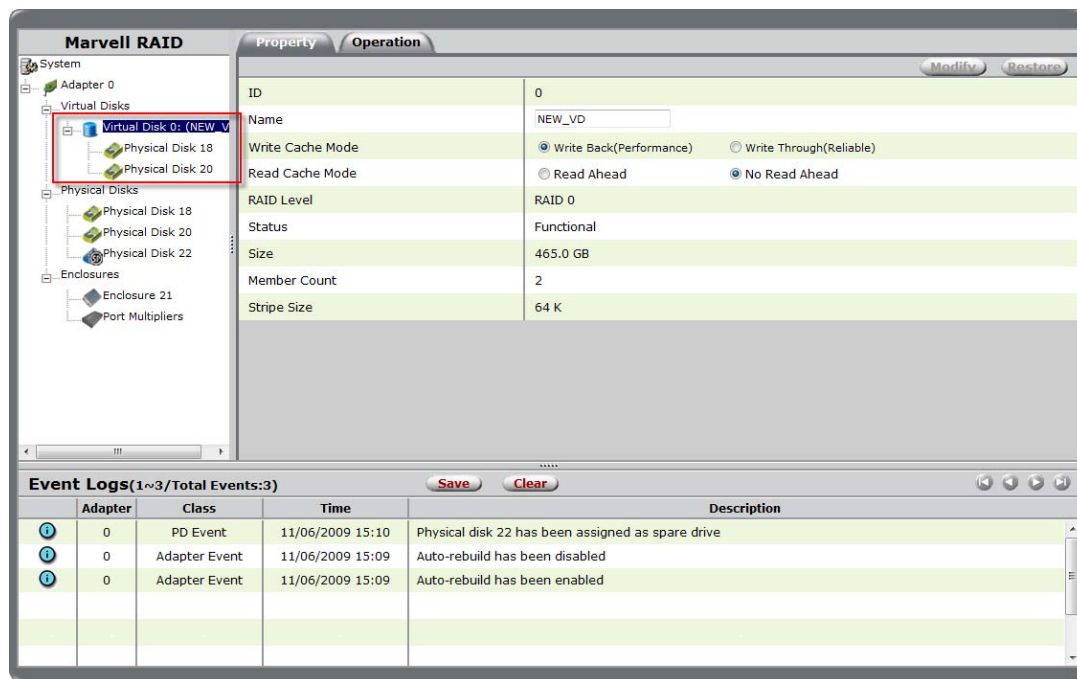 Marvell RAID
Property
Operation
System
Adapter 0
Virtual Disks
Virtual Disk 0: (NEW_V
Physical Disk 18
Physical Disk 20
Physical Disks
Physical Disk 18
Physical Disk 20
Physical Disk 22
Enclosures
Enclosure 21
Port Multipliers
Modify Restore
ID 0
Name NEW_VD
Write Cache Mode Write Back(Performance) Write Through(Reliable)
Read Cache Mode Read Ahead No Read Ahead
RAID Level RAID 0
Status Functional
Size 465.0 GB
Member Count 2
Stripe Size 64 K
Event Logs(1~3/Total Events:3) Save Clear
Adapter Class Time Description
0 PD Event 11/06/2009 15:10 Physical disk 22 has been assigned as spare drive
0 Adapter Event 11/06/2009 15:09 Auto-rebuild has been disabled
0 Adapter Event 11/06/2009 15:09 Auto-rebuild has been enabled